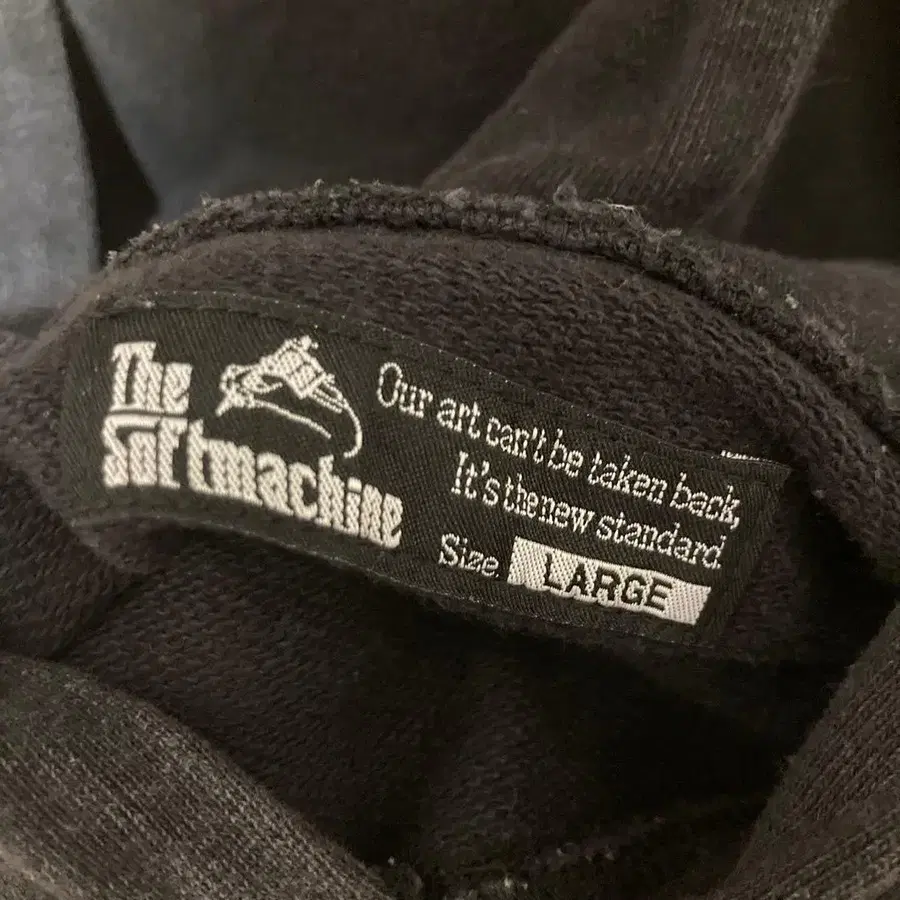 The
Softmachine
Our art can't be taken back,
It's the new standard.
Size. LARGE